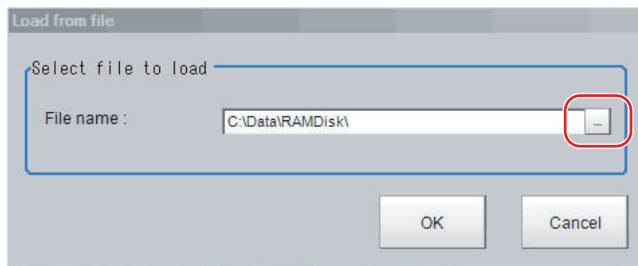 Load from file
Select file to load
File name :
C:\Data\RAMDisk\
...
OK
Cancel